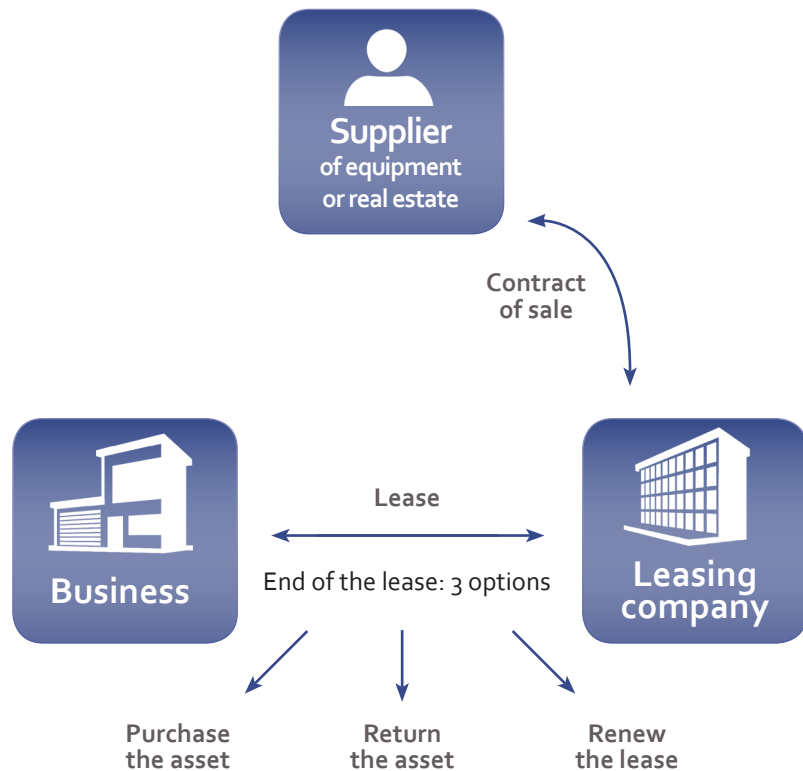 Supplier
of equipment
or real estate
Contract
of sale
Lease
Business
End of the lease: 3 options
Leasing
company
Purchase
the asset
Return
the asset
Renew
the lease